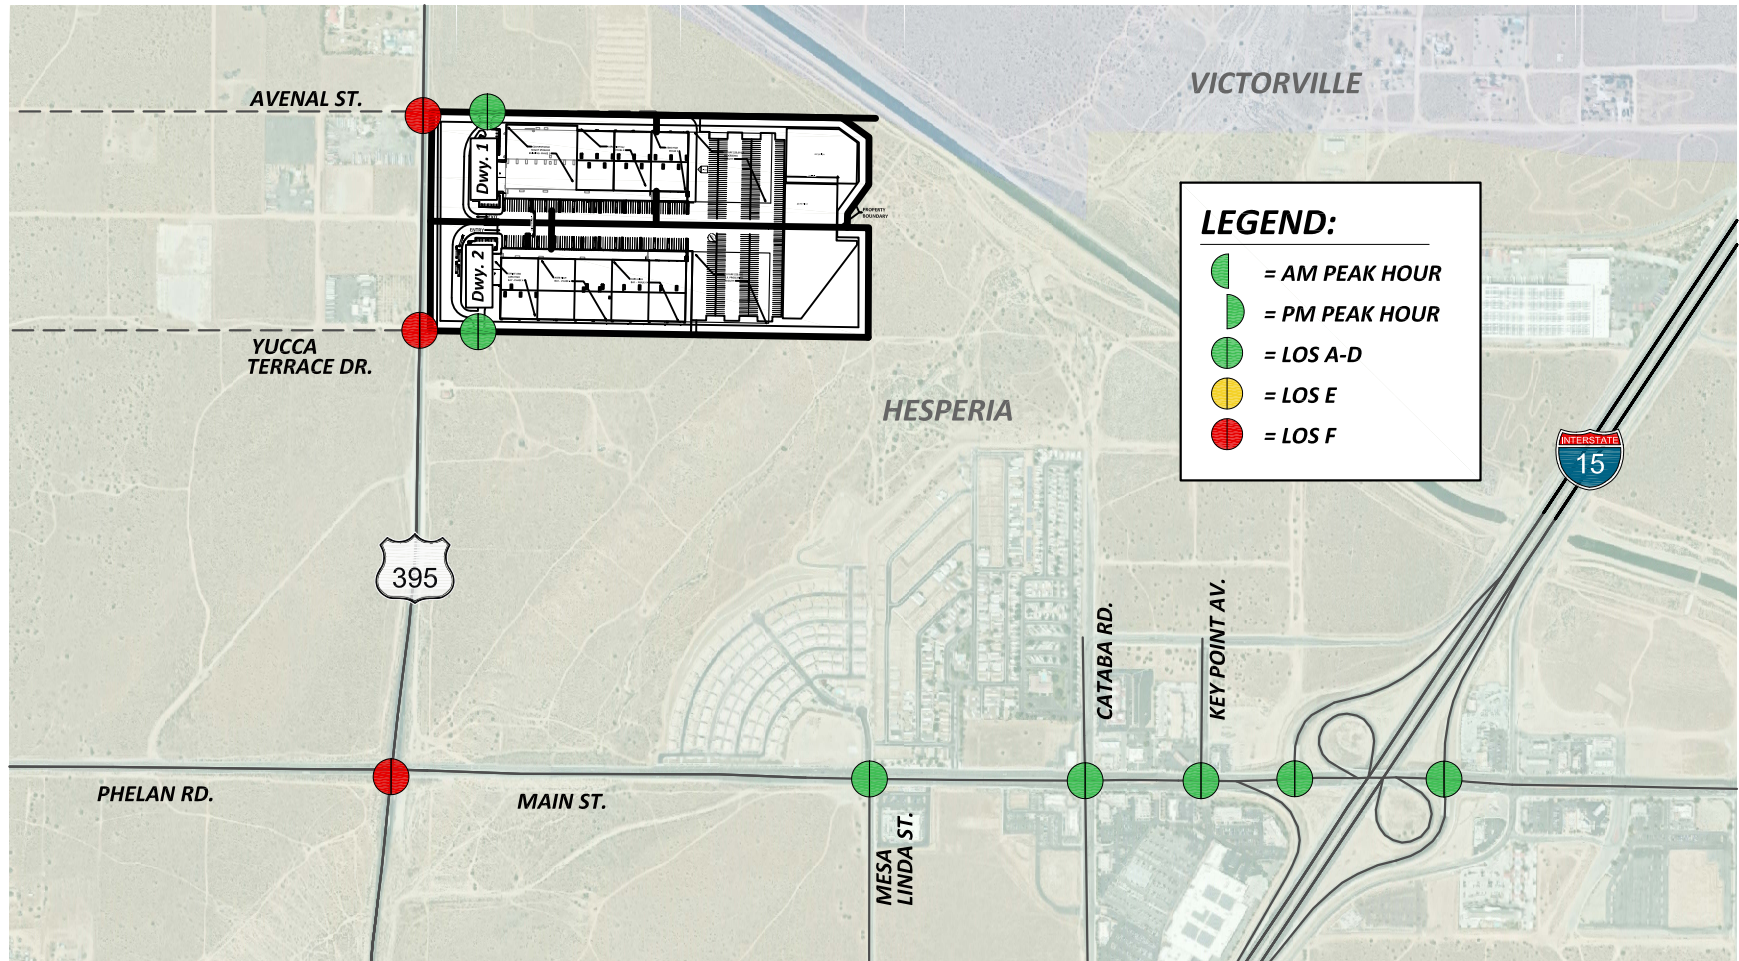 VICTORVILLE
AVENAL ST.
Dwy. 1
PROPERTY
BOUNDARY
ENTRY
Dwy. 2
YUCCA
TERRACE DR.
HESPERIA
LEGEND:
= AM PEAK HOUR
= PM PEAK HOUR
= LOS A-D
= LOS E
= LOS F
INTERSTATE
15
395
CATABA RD.
KEY POINT AV.
PHELAN RD.
MAIN ST.
MESA
LINDA ST.